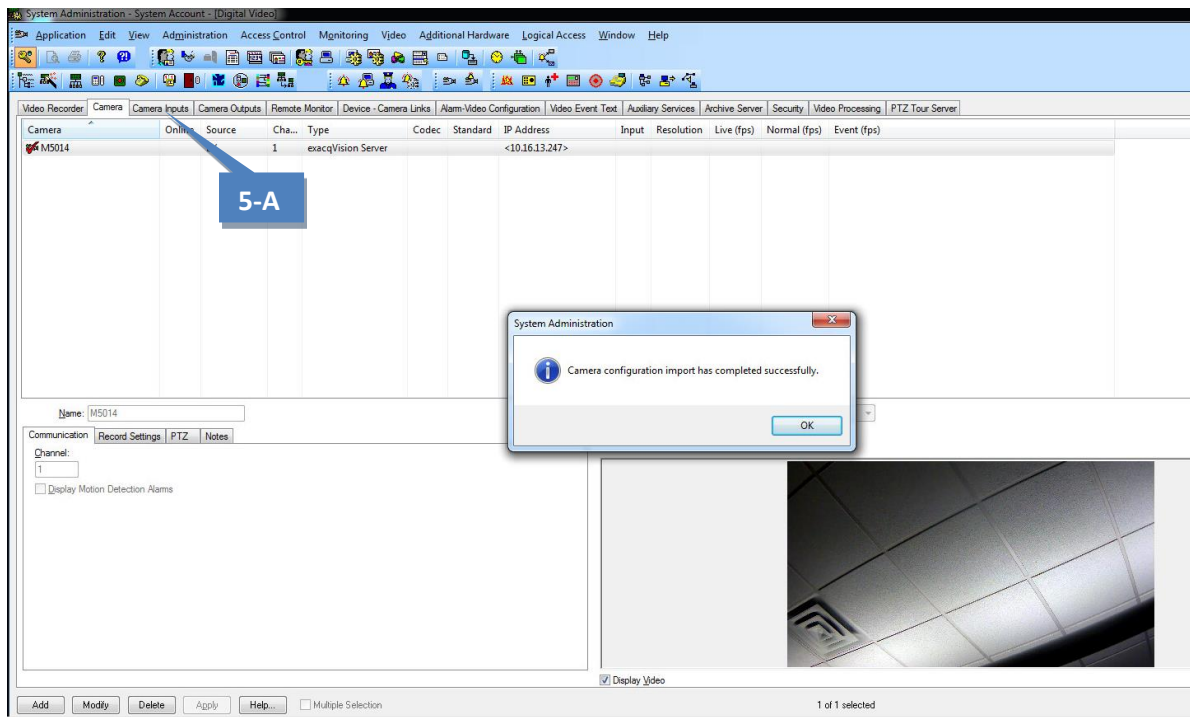 System Administration - System Account - [Digital Video]
Application Edit View Administration Access Control Monitoring Video Additional Hardware Logical Access Window Help
Video Recorder Camera Camera Inputs Camera Outputs Remote Monitor Device - Camera Links Alarm-Video Configuration Video Event Text Auxiliary Services Archive Server Security Video Processing PTZ Tour Server
Camera Online Source Cha... Type Codec Standard IP Address Input Resolution Live (fps) Normal (fps) Event (fps)
M5014 1 exacqVision Server <10.16.13.247>
5-A
System Administration
Camera configuration import has completed successfully.
OK
Name: M5014
Communication Record Settings PTZ Notes
Channel:
1
Display Motion Detection Alarms
Display Video
Add Modify Delete Apply Help... Multiple Selection 1 of 1 selected